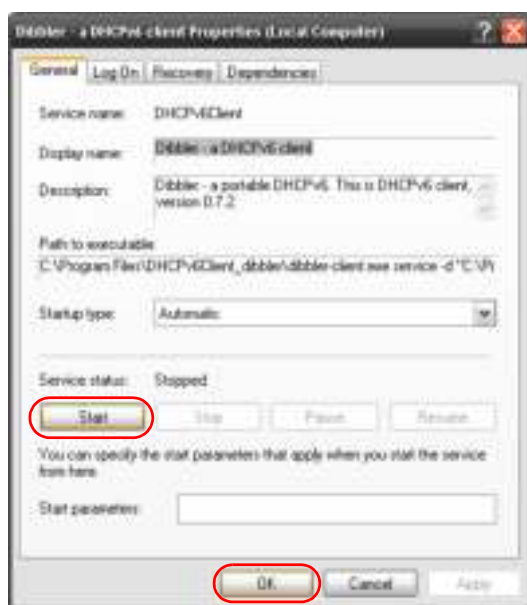 Dibbler - a DHCPv6 client Properties (Local Computer)
General Log On Recovery Dependencies
Service name: DHCPv6Client
Display name: Dibbler - a DHCPv6 client
Description: Dibbler - a portable DHCPv6. This is DHCPv6 client,
version 0.7.2
Path to executable:
C:\Program Files\DHCPv6Client_dibbler\dibbler-client.exe service -d "C:\Pr
Startup type: Automatic
Service status: Stopped
Start Stop Pause Resume
You can specify the start parameters that apply when you start the service
from here.
Start parameters:
OK Cancel Apply